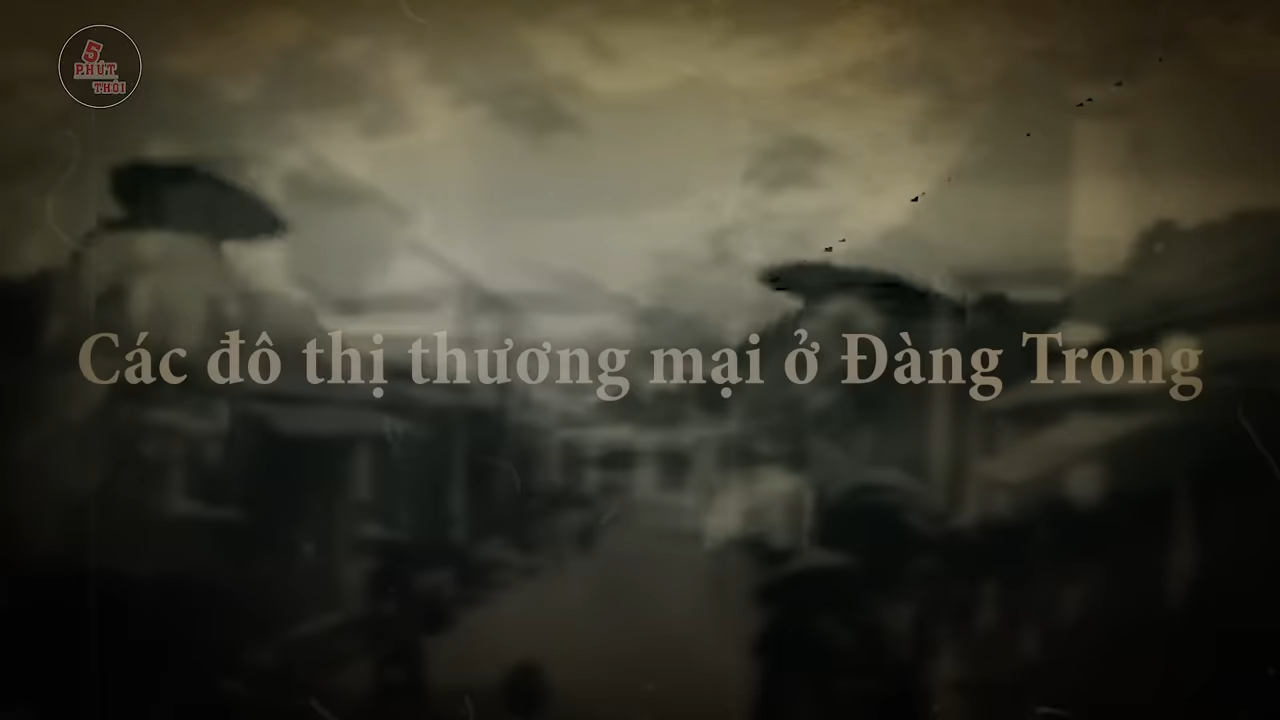 5
PHÚT
THÔI
Các đô thị thương mại ở Đàng Trong